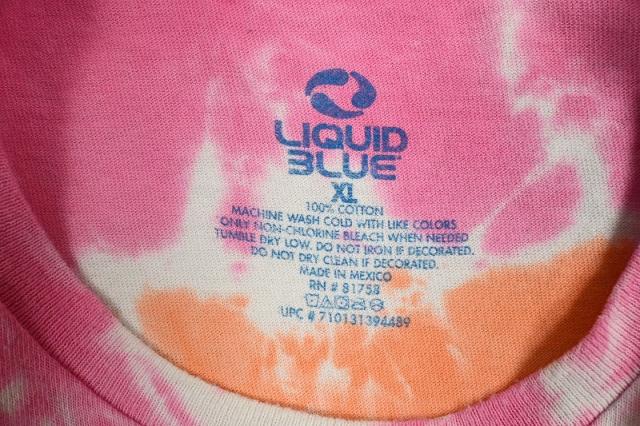 LIQUID
BLUE
XL
100% COTTON
MACHINE WASH COLD WITH LIKE COLORS
ONLY NON-CHLORINE BLEACH WHEN NEEDED
TUMBLE DRY LOW. DO NOT IRON IF DECORATED.
DO NOT DRY CLEAN IF DECORATED.
MADE IN MEXICO
RN # 81758
UPC # 710131394489